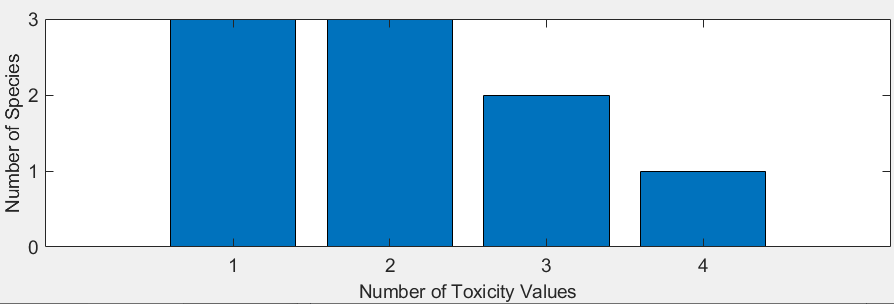 3
2
1
0
Number of Species
1 2 3 4
Number of Toxicity Values